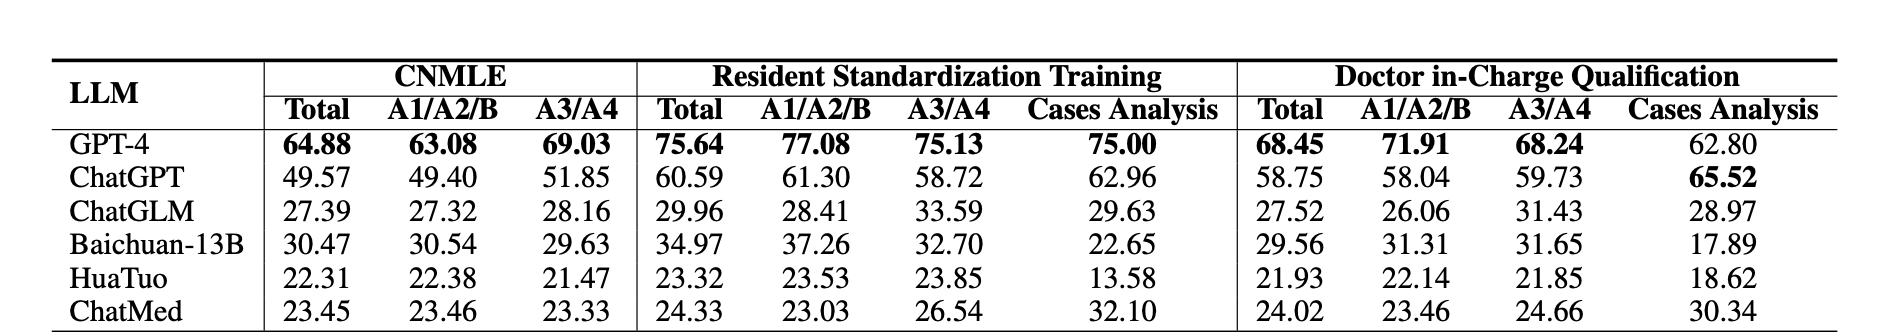 LLM CNMLE Resident Standardization Training Doctor in-Charge Qualification
Total A1/A2/B A3/A4 Total A1/A2/B A3/A4 Cases Analysis Total A1/A2/B A3/A4 Cases Analysis
GPT-4 64.88 63.08 69.03 75.64 77.08 75.13 75.00 68.45 71.91 68.24 62.80
ChatGPT 49.57 49.40 51.85 60.59 61.30 58.72 62.96 58.75 58.04 59.73 65.52
ChatGLM 27.39 27.32 28.16 29.96 28.41 33.59 29.63 27.52 26.06 31.43 28.97
Baichuan-13B 30.47 30.54 29.63 34.97 37.26 32.70 22.65 29.56 31.31 31.65 17.89
HuaTuo 22.31 22.38 21.47 23.32 23.53 23.85 13.58 21.93 22.14 21.85 18.62
ChatMed 23.45 23.46 23.33 24.33 23.03 26.54 32.10 24.02 23.46 24.66 30.34